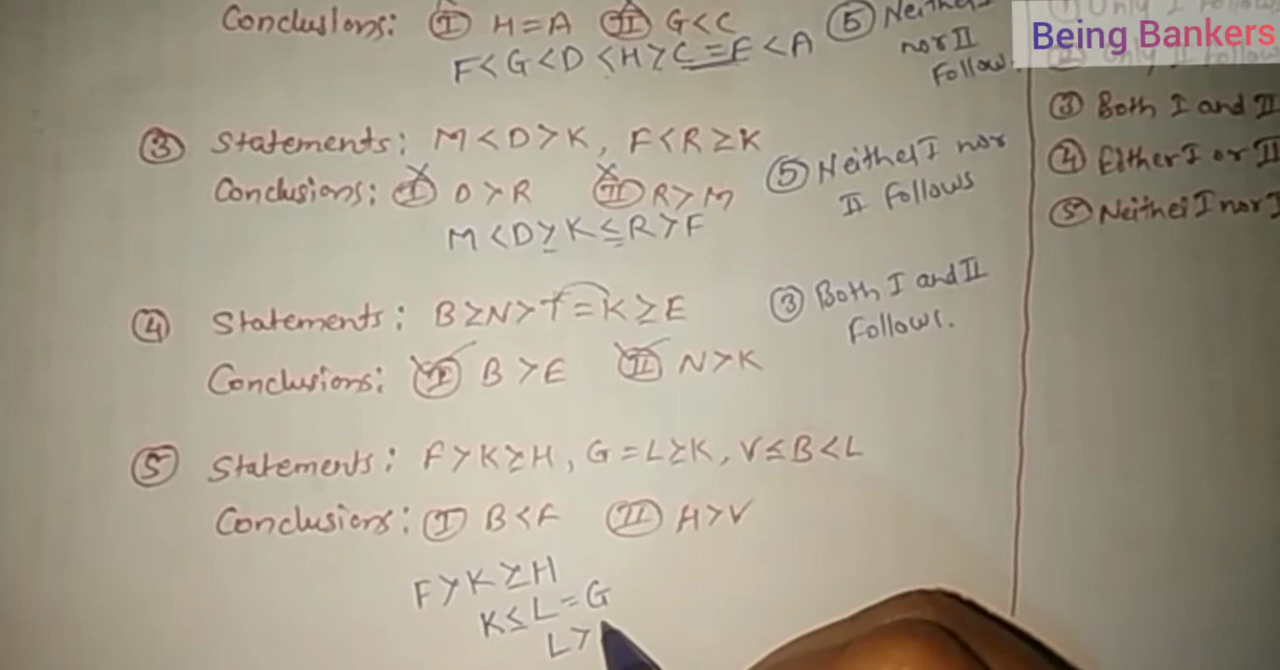 Conclusions: I H=A II G<C
F<G<D<H>C=E<A
5 Neither
nor II
Follow.
Being Bankers
3 Both I and II
4 Either I or II
5 Neither I nor I
3 Statements: M<D>K, F<R≥K
Conclusions: I D>R II R>M
M<D≥K≤R>F
5 Neither I nor
II Follows
4 Statements: B≥N>T=K≥E
Conclusions: I B>E II N>K
3 Both I and II
Follows.
5 Statements: F>K≥H, G=L≥K, V≤B<L
Conclusions: I B<F II H>V
F>K≥H
K≤L=G
L>